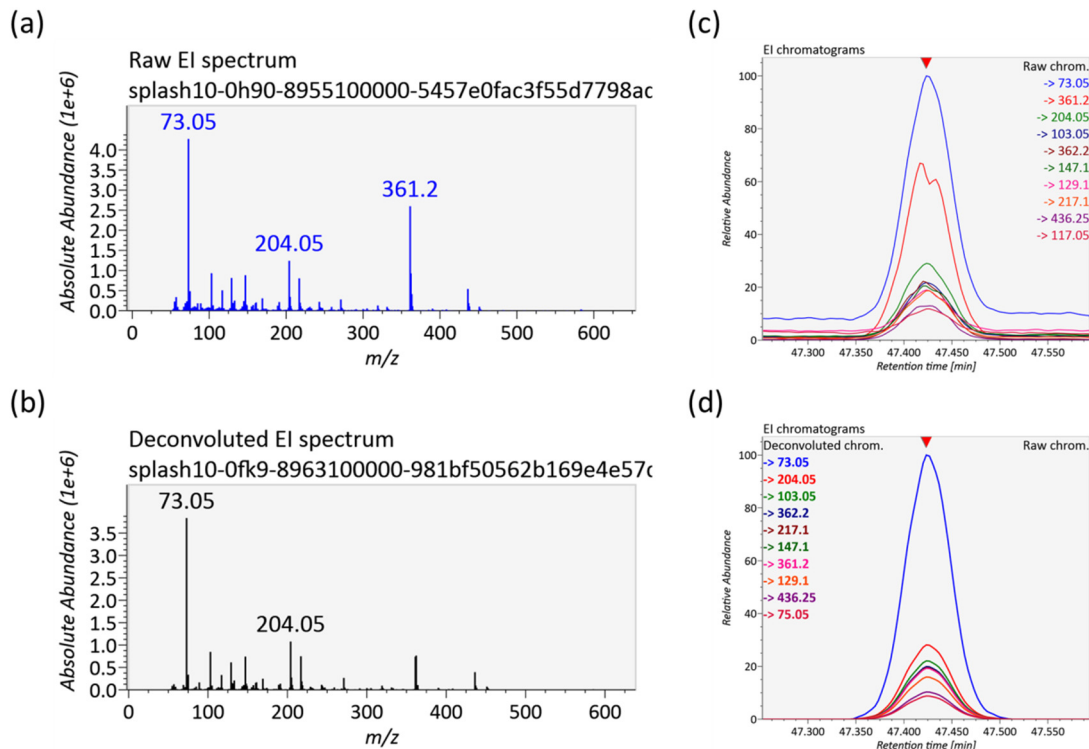 (a)
Raw EI spectrum
splash10-0h90-8955100000-5457e0fac3f55d7798ac
Absolute Abundance (1e+6)
4.0
3.5
3.0
2.5
2.0
1.5
1.0
0.5
0.0
73.05
204.05
361.2
0 100 200 300 400 500 600
m/z
(b)
Deconvoluted EI spectrum
splash10-0fk9-8963100000-981bf50562b169e4e57c
Absolute Abundance (1e+6)
3.5
3.0
2.5
2.0
1.5
1.0
0.5
0.0
73.05
204.05
0 100 200 300 400 500 600
m/z
(c)
EI chromatograms
Raw chrom.
-> 73.05
-> 361.2
-> 204.05
-> 103.05
-> 362.2
-> 147.1
-> 129.1
-> 217.1
-> 436.25
-> 117.05
Relative Abundance
100
80
60
40
20
0
47.300 47.350 47.400 47.450 47.500 47.550
Retention time [min]
(d)
EI chromatograms
Deconvoluted chrom. Raw chrom.
-> 73.05
-> 204.05
-> 103.05
-> 362.2
-> 217.1
-> 147.1
-> 361.2
-> 129.1
-> 436.25
-> 75.05
Relative Abundance
100
80
60
40
20
0
47.300 47.350 47.400 47.450 47.500 47.550
Retention time [min]